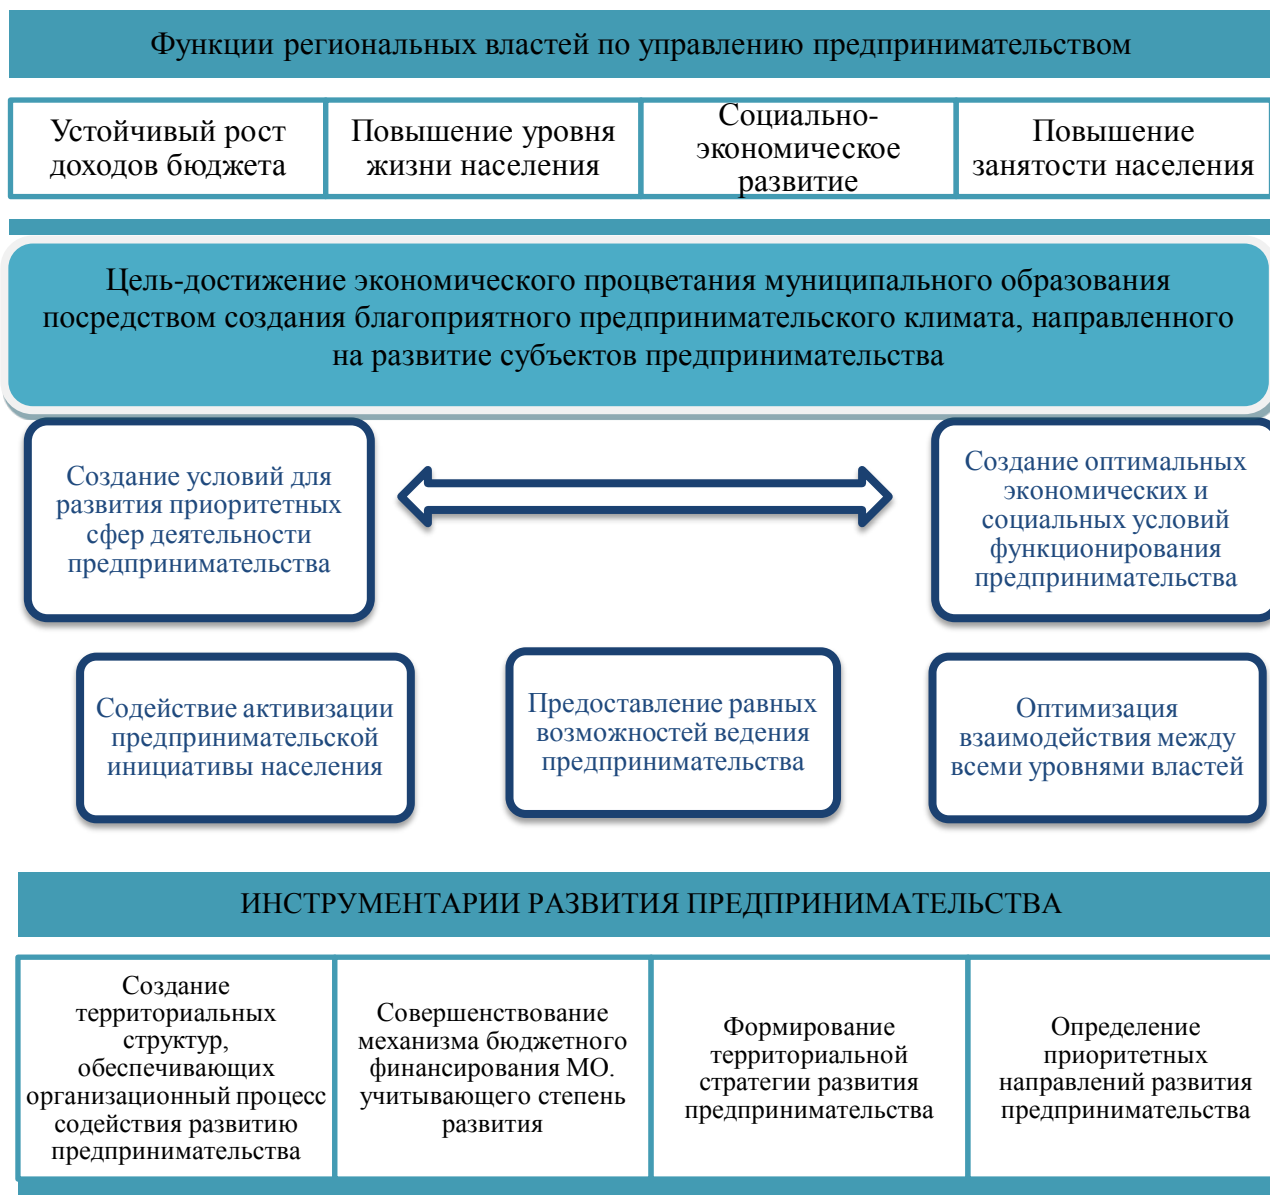 Функции региональных властей по управлению предпринимательством
Устойчивый рост
доходов бюджета
Повышение уровня
жизни населения
Социально-
экономическое
развитие
Повышение
занятости населения
Цель-достижение экономического процветания муниципального образования
посредством создания благоприятного предпринимательского климата, направленного
на развитие субъектов предпринимательства
Создание условий для
развития приоритетных
сфер деятельности
предпринимательства
Создание оптимальных
экономических и
социальных условий
функционирования
предпринимательства
Содействие активизации
предпринимательской
инициативы населения
Предоставление равных
возможностей ведения
предпринимательства
Оптимизация
взаимодействия между
всеми уровнями властей
ИНСТРУМЕНТАРИИ РАЗВИТИЯ ПРЕДПРИНИМАТЕЛЬСТВА
Создание
территориальных
структур,
обеспечивающих
организационный процесс
содействия развитию
предпринимательства
Совершенствование
механизма бюджетного
финансирования МО.
учитывающего степень
развития
Формирование
территориальной
стратегии развития
предпринимательства
Определение
приоритетных
направлений развития
предпринимательства